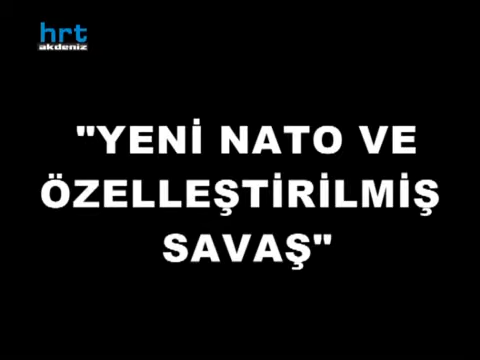 hrt
akdeniz
"YENİ NATO VE
ÖZELLEŞTİRİLMİŞ
SAVAŞ"